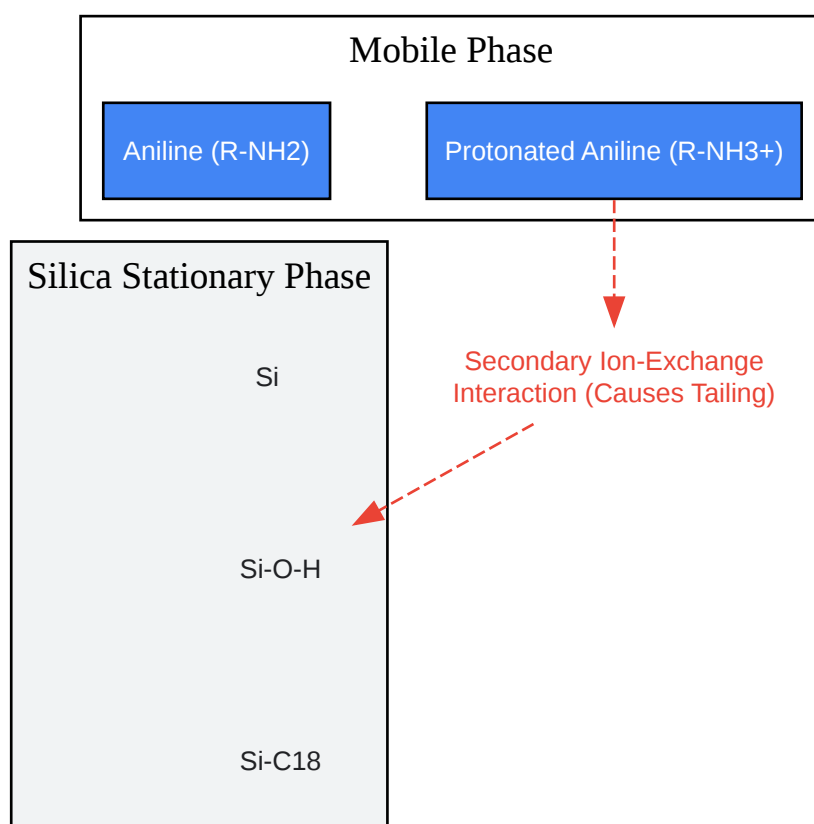 Mobile Phase
Aniline (R-NH2)
Protonated Aniline (R-NH3+)
Silica Stationary Phase
Si
Secondary Ion-Exchange
Interaction (Causes Tailing)
Si-O-H
Si-C18